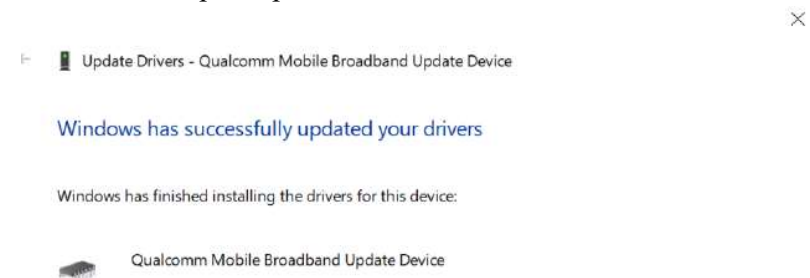 Update Drivers - Qualcomm Mobile Broadband Update Device
Windows has successfully updated your drivers
Windows has finished installing the drivers for this device:
Qualcomm Mobile Broadband Update Device